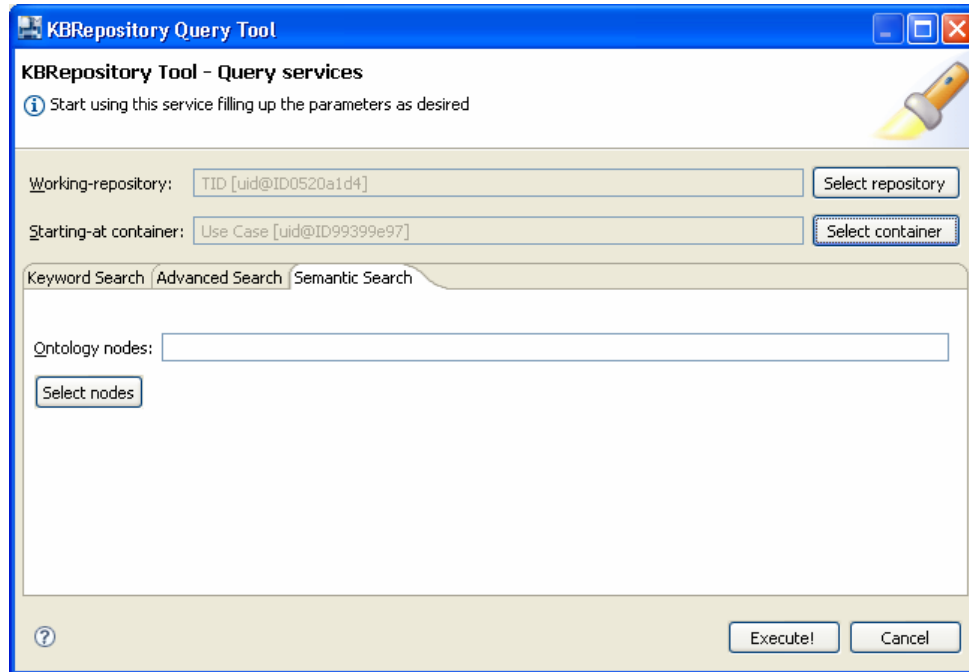 KBRepository Query Tool
KBRepository Tool - Query services
Start using this service filling up the parameters as desired
Working-repository: TID [uid@ID0520a1d4] Select repository
Starting-at container: Use Case [uid@ID99399e97] Select container
Keyword Search Advanced Search Semantic Search
Ontology nodes:
Select nodes
? Execute! Cancel